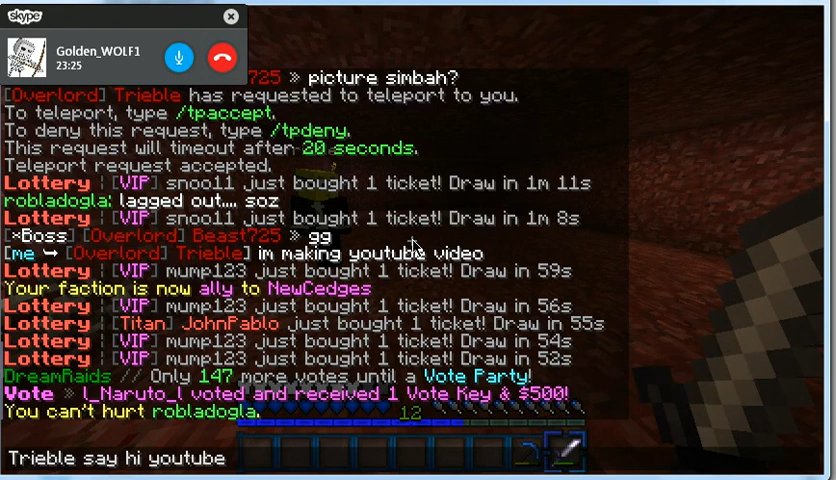 skype
Golden_WOLF1
23:25
725 » picture simbah?
[Overlord] Trieble has requested to teleport to you.
To teleport, type /tpaccept.
To deny this request, type /tpdeny.
This request will timeout after 20 seconds.
Teleport request accepted.
Lottery ¦ [VIP] snoo11 just bought 1 ticket! Draw in 1m 11s
robladogla: lagged out.... soz
Lottery ¦ [VIP] snoo11 just bought 1 ticket! Draw in 1m 8s
[×Boss] [Overlord] Beast725 » gg
[me ↪ [Overlord] Trieble] im making youtube video
Lottery ¦ [VIP] mump123 just bought 1 ticket! Draw in 59s
Your faction is now ally to NewCedges
Lottery ¦ [VIP] mump123 just bought 1 ticket! Draw in 56s
Lottery ¦ [Titan] JohnPablo just bought 1 ticket! Draw in 55s
Lottery ¦ [VIP] mump123 just bought 1 ticket! Draw in 54s
Lottery ¦ [VIP] mump123 just bought 1 ticket! Draw in 52s
DreamRaids // Only 147 more votes until a Vote Party!
Vote » l_Naruto_l voted and received 1 Vote Key & $500!
You can't hurt robladogla.
12
Trieble say hi youtube